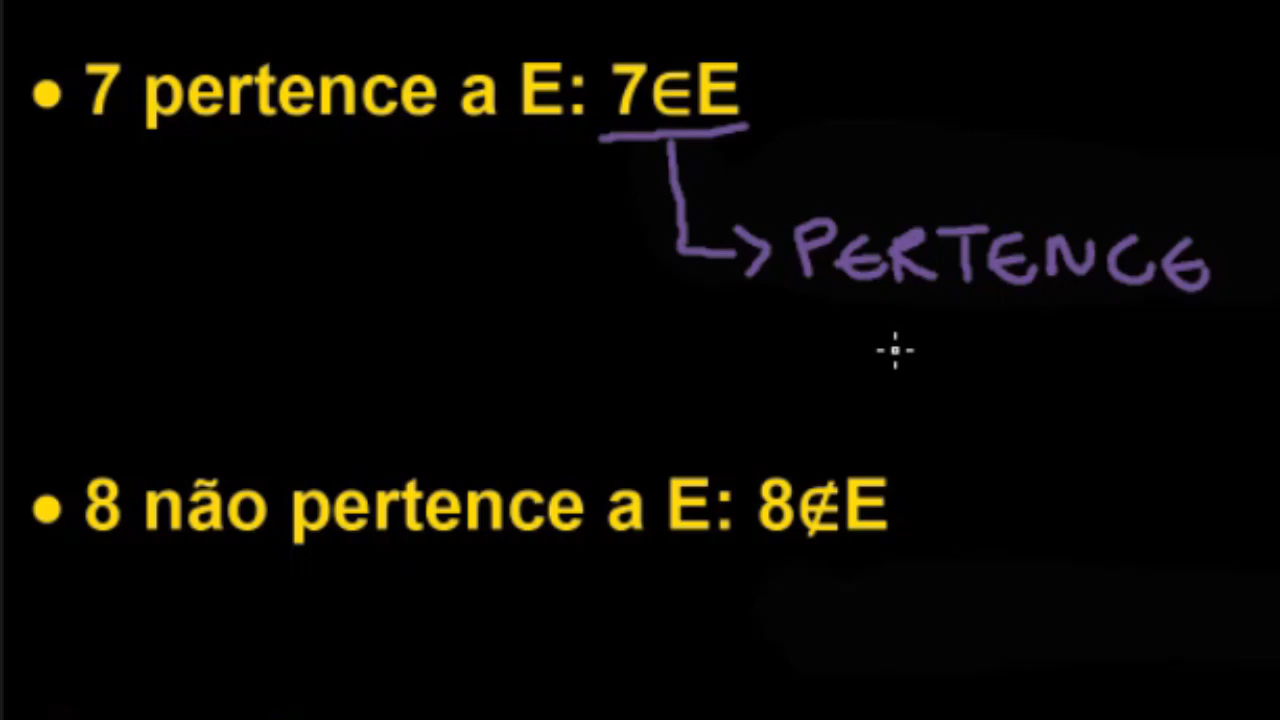 • 7 pertence a E: 7∈E
PERTENCE
• 8 não pertence a E: 8∉E